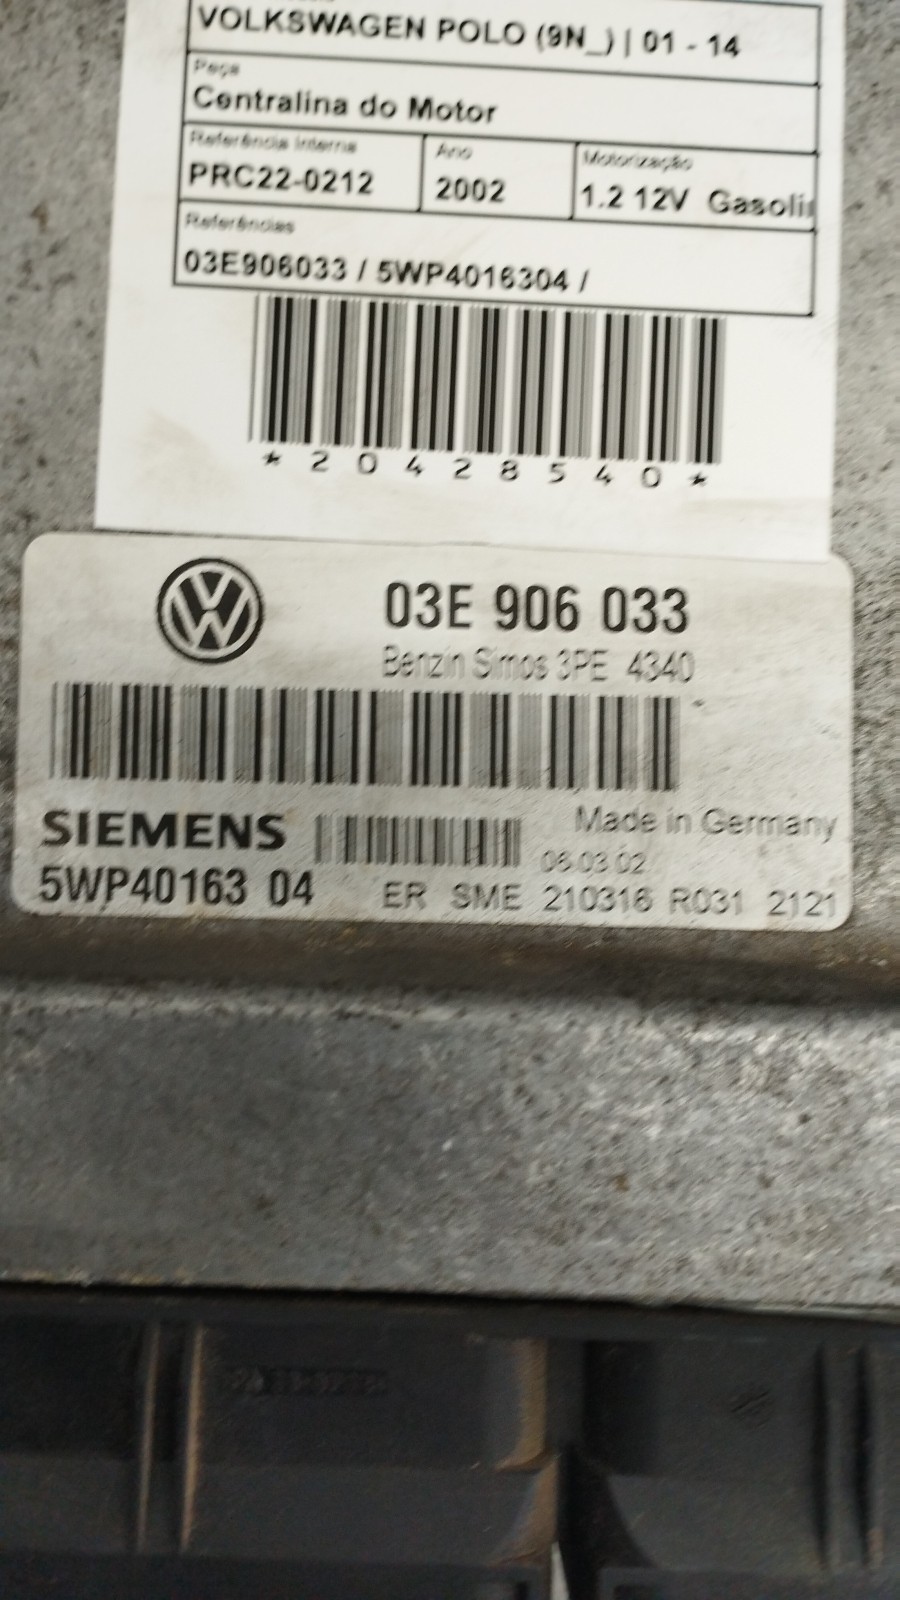 VOLKSWAGEN POLO (9N_) | 01 - 14
Peça
Centralina do Motor
Referência Interna Ano Motorização
PRC22-0212 2002 1.2 12V Gasolin
Referências
03E906033 / 5WP4016304 /
*20428540*
03E 906 033
Benzin Simos 3PE 4340
SIEMENS
Made in Germany
06.03.02
5WP40163 04 ER SME 210316 R031 2121